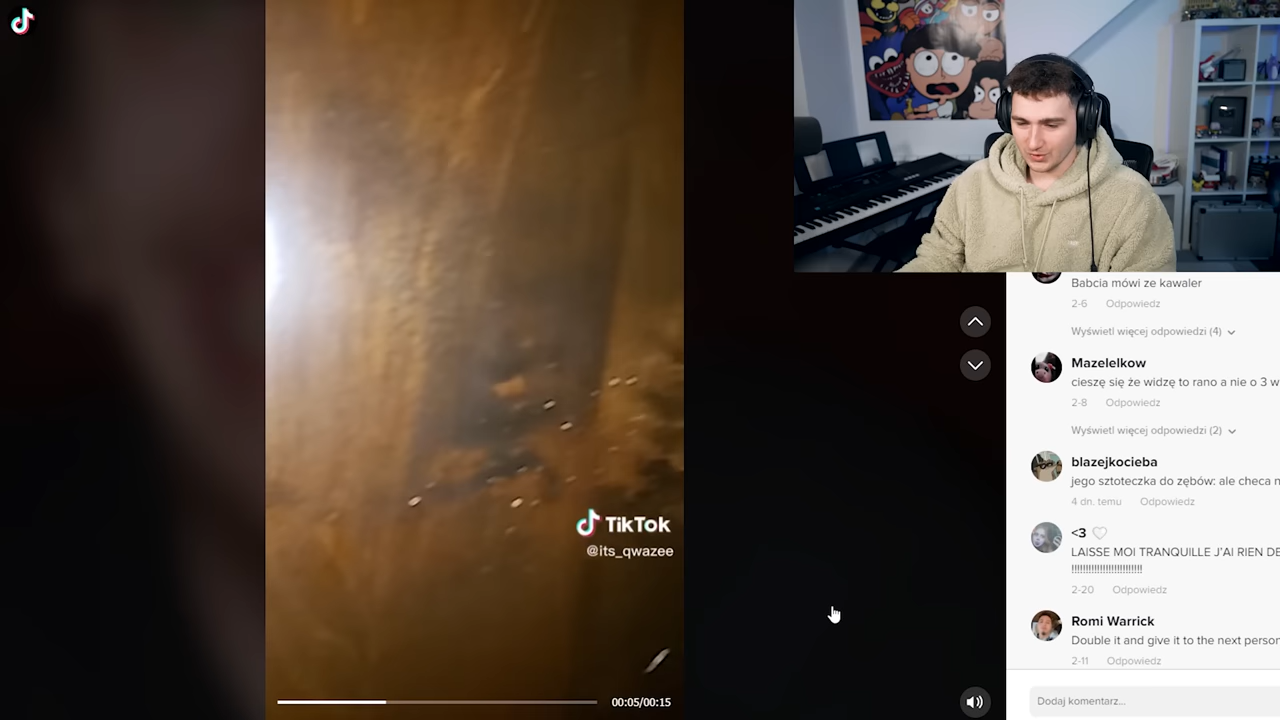 TikTok
@its_qwazee
00:05/00:15
Babcia mówi ze kawaler
2-6 Odpowiedz
Wyświetl więcej odpowiedzi (4)
Mazelelkow
cieszę się że widzę to rano a nie o 3 w
2-8 Odpowiedz
Wyświetl więcej odpowiedzi (2)
blazejkocieba
jego sztoteczka do zębów: ale checa n
4 dn. temu Odpowiedz
<3 ♡
LAISSE MOI TRANQUILLE J'AI RIEN DE
!!!!!!!!!!!!!!!!!!!!!!!!!
2-20 Odpowiedz
Romi Warrick
Double it and give it to the next person
2-11 Odpowiedz
Dodaj komentarz...